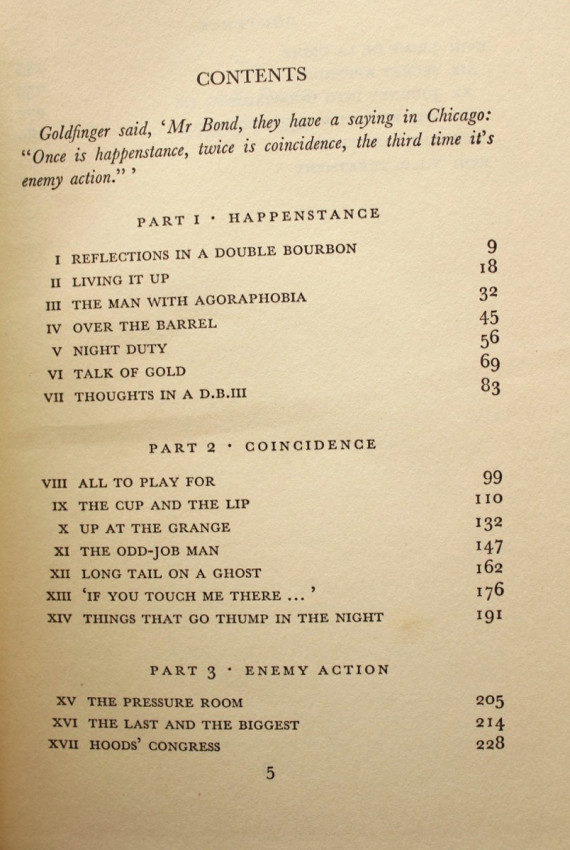 CONTENTS
Goldfinger said, ‘Mr Bond, they have a saying in Chicago:
“Once is happenstance, twice is coincidence, the third time it’s
enemy action.” ’
PART 1 · HAPPENSTANCE
I REFLECTIONS IN A DOUBLE BOURBON 9
II LIVING IT UP 18
III THE MAN WITH AGORAPHOBIA 32
IV OVER THE BARREL 45
V NIGHT DUTY 56
VI TALK OF GOLD 69
VII THOUGHTS IN A D.B.III 83
PART 2 · COINCIDENCE
VIII ALL TO PLAY FOR 99
IX THE CUP AND THE LIP 110
X UP AT THE GRANGE 132
XI THE ODD-JOB MAN 147
XII LONG TAIL ON A GHOST 162
XIII ‘IF YOU TOUCH ME THERE ... ’ 176
XIV THINGS THAT GO THUMP IN THE NIGHT 191
PART 3 · ENEMY ACTION
XV THE PRESSURE ROOM 205
XVI THE LAST AND THE BIGGEST 214
XVII HOODS’ CONGRESS 228
5